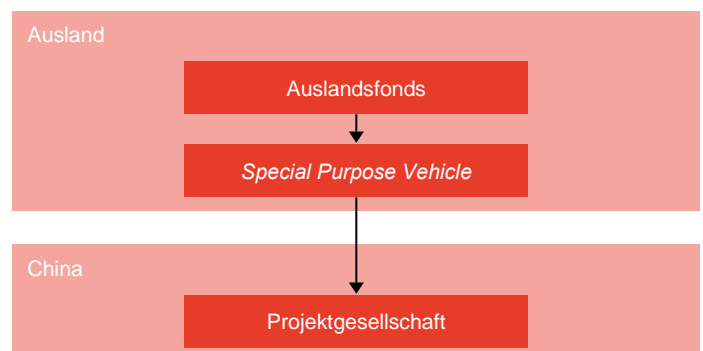 Ausland
Auslandsfonds
Special Purpose Vehicle
China
Projektgesellschaft